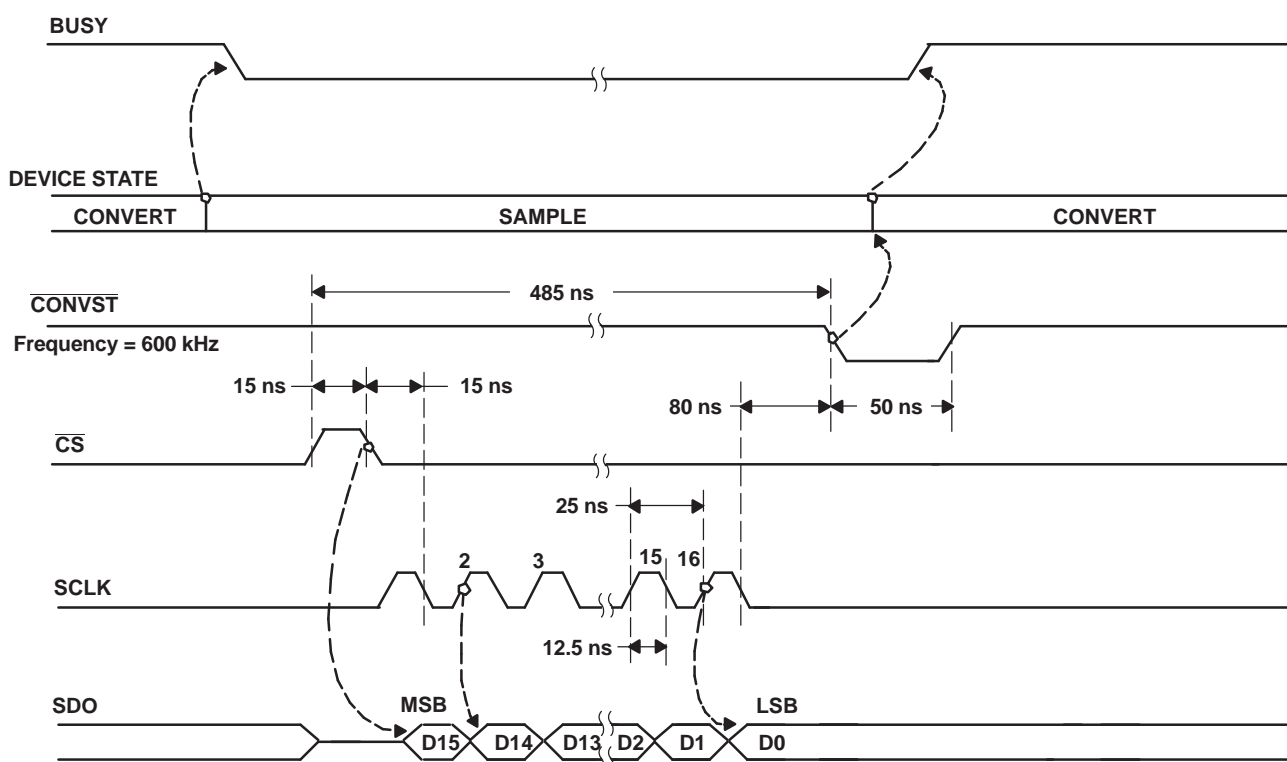 BUSY
DEVICE STATE
CONVERT SAMPLE CONVERT
485 ns
CONVST
Frequency = 600 kHz
15 ns 15 ns
80 ns 50 ns
CS
25 ns
2 3 15 16
SCLK
12.5 ns
SDO MSB LSB
D15 D14 D13 D2 D1 D0